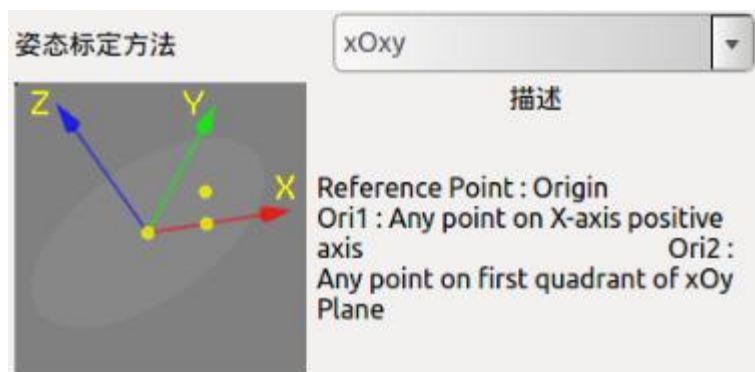 姿态标定方法
xOxy
描述
Z
Y
X
Reference Point : Origin
Ori1 : Any point on X-axis positive
axis Ori2 :
Any point on first quadrant of xOy
Plane